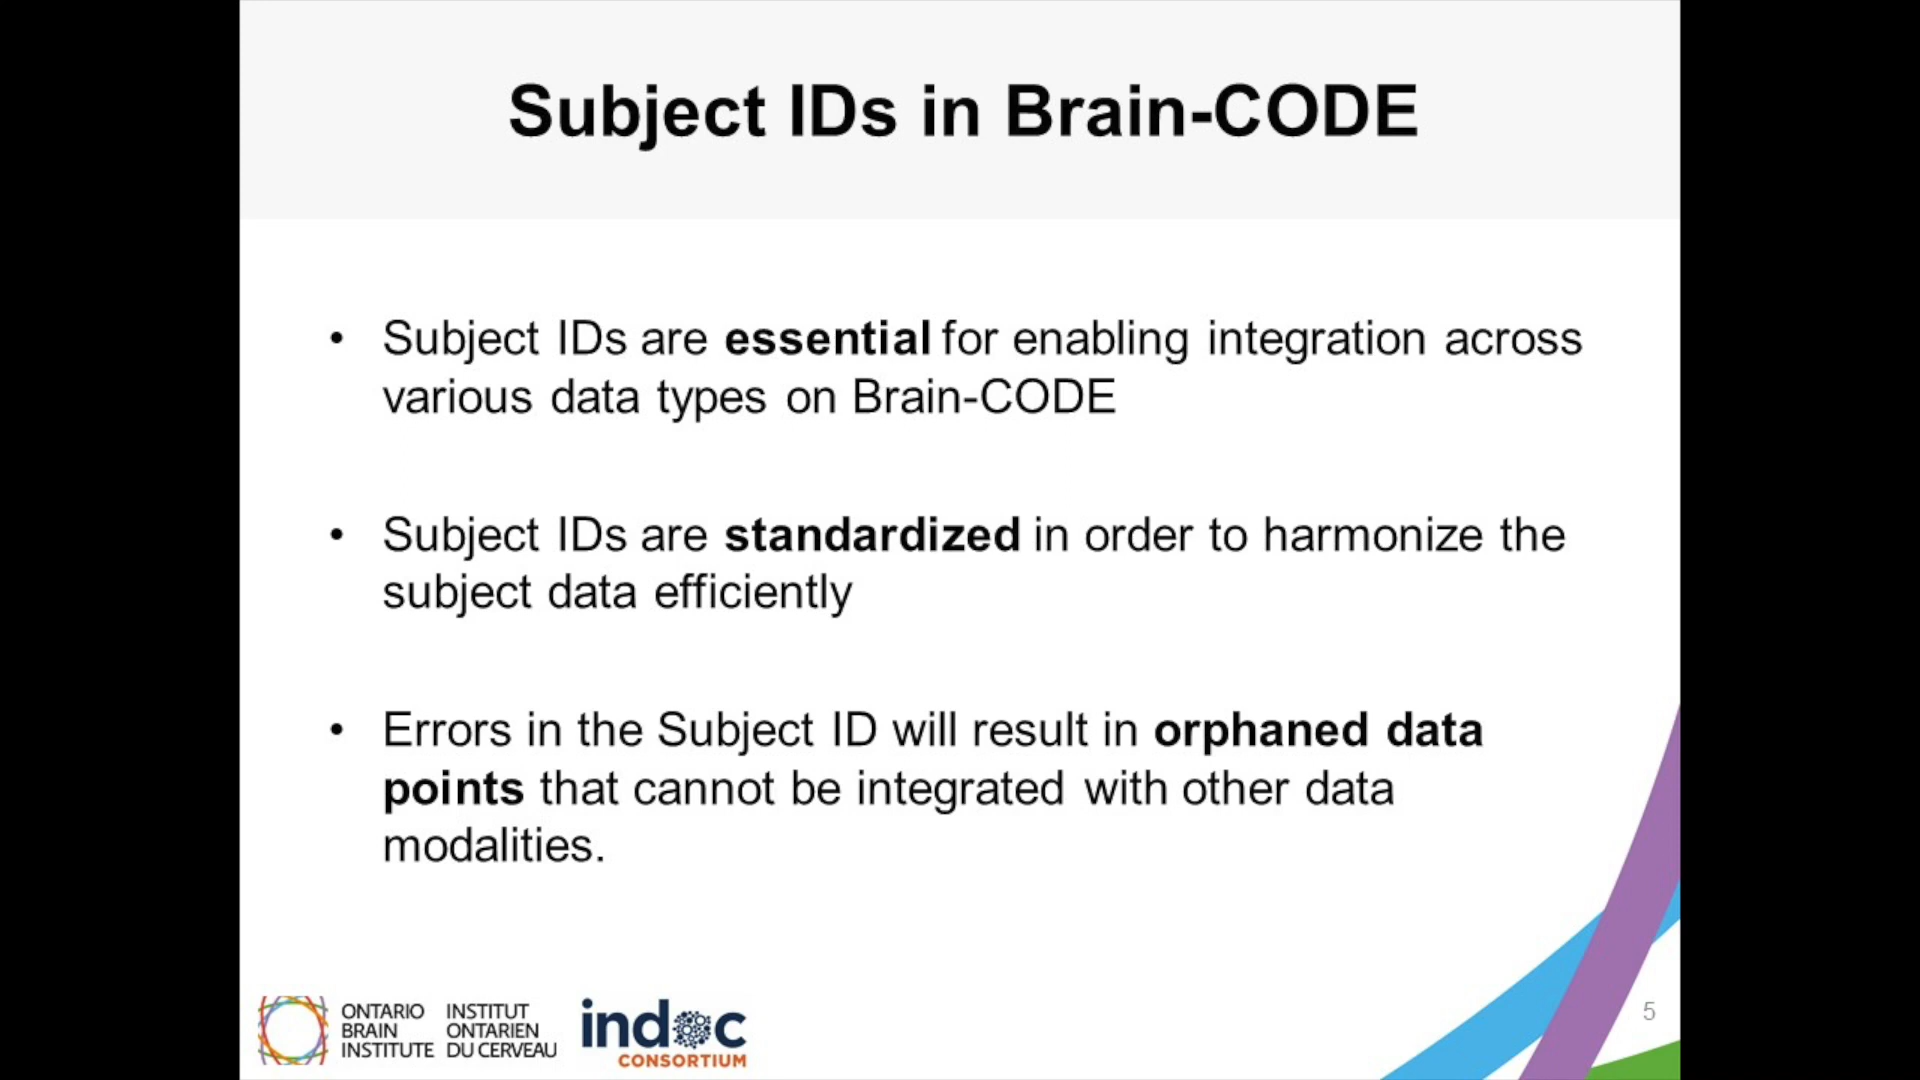 Subject IDs in Brain-CODE
• Subject IDs are essential for enabling integration across
various data types on Brain-CODE
• Subject IDs are standardized in order to harmonize the
subject data efficiently
• Errors in the Subject ID will result in orphaned data
points that cannot be integrated with other data
modalities.
ONTARIO
BRAIN
INSTITUTE
INSTITUT
ONTARIEN
DU CERVEAU
indoc
CONSORTIUM
5